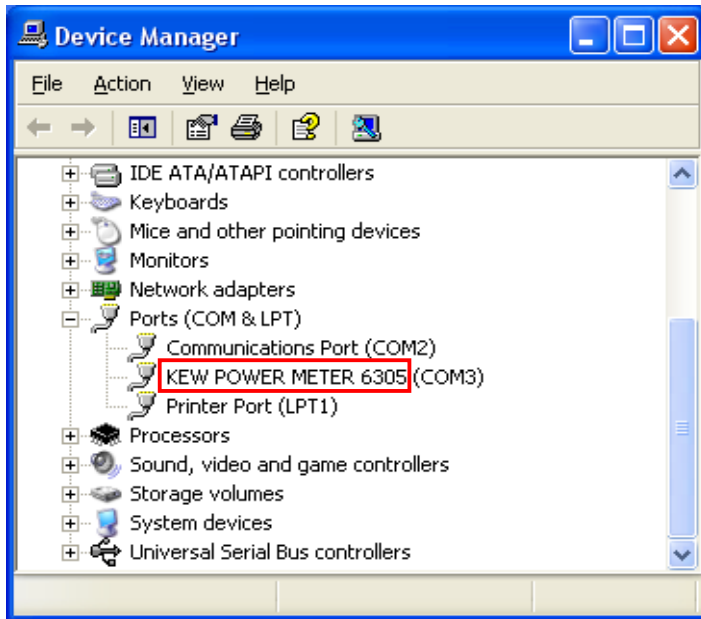 Device Manager
File Action View Help
IDE ATA/ATAPI controllers
Keyboards
Mice and other pointing devices
Monitors
Network adapters
Ports (COM & LPT)
Communications Port (COM2)
KEW POWER METER 6305 (COM3)
Printer Port (LPT1)
Processors
Sound, video and game controllers
Storage volumes
System devices
Universal Serial Bus controllers